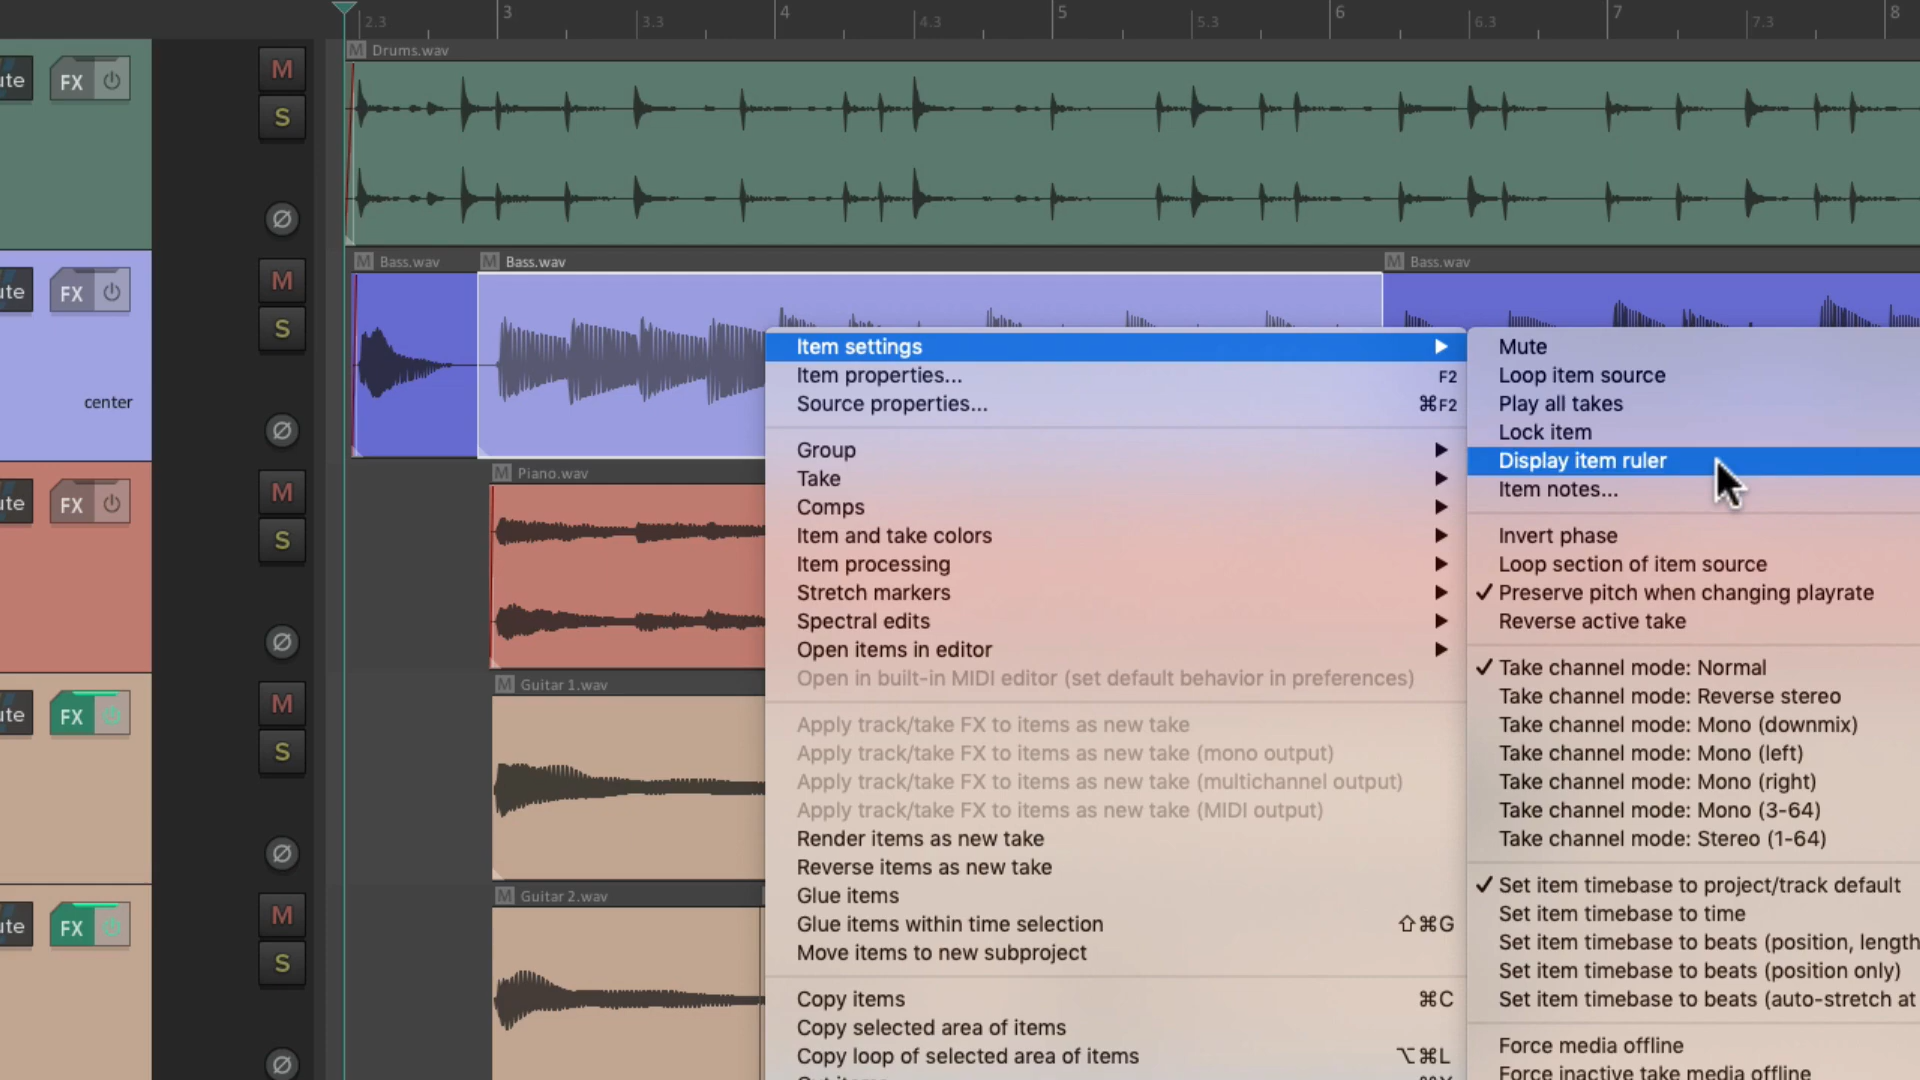 2.3 3 3.3 4 4.3 5 5.3 6 6.3 7 7.3 8
M Drums.wav
ute FX M
S
Ø
M Bass.wav M Bass.wav M Bass.wav
ute FX M
S
center
Ø
M Piano.wav
ute FX M
S
Ø
M Guitar 1.wav
ute FX M
S
Ø
M Guitar 2.wav
ute FX M
S
Ø
Item settings
Item properties... F2
Source properties... ⌘F2
Group
Take
Comps
Item and take colors
Item processing
Stretch markers
Spectral edits
Open items in editor
Open in built-in MIDI editor (set default behavior in preferences)
Apply track/take FX to items as new take
Apply track/take FX to items as new take (mono output)
Apply track/take FX to items as new take (multichannel output)
Apply track/take FX to items as new take (MIDI output)
Render items as new take
Reverse items as new take
Glue items
Glue items within time selection ⇧⌘G
Move items to new subproject
Copy items ⌘C
Copy selected area of items
Copy loop of selected area of items ⌥⌘L
Mute
Loop item source
Play all takes
Lock item
Display item ruler
Item notes...
Invert phase
Loop section of item source
✓ Preserve pitch when changing playrate
Reverse active take
✓ Take channel mode: Normal
Take channel mode: Reverse stereo
Take channel mode: Mono (downmix)
Take channel mode: Mono (left)
Take channel mode: Mono (right)
Take channel mode: Mono (3-64)
Take channel mode: Stereo (1-64)
✓ Set item timebase to project/track default
Set item timebase to time
Set item timebase to beats (position, length
Set item timebase to beats (position only)
Set item timebase to beats (auto-stretch at
Force media offline
Force inactive take media offline